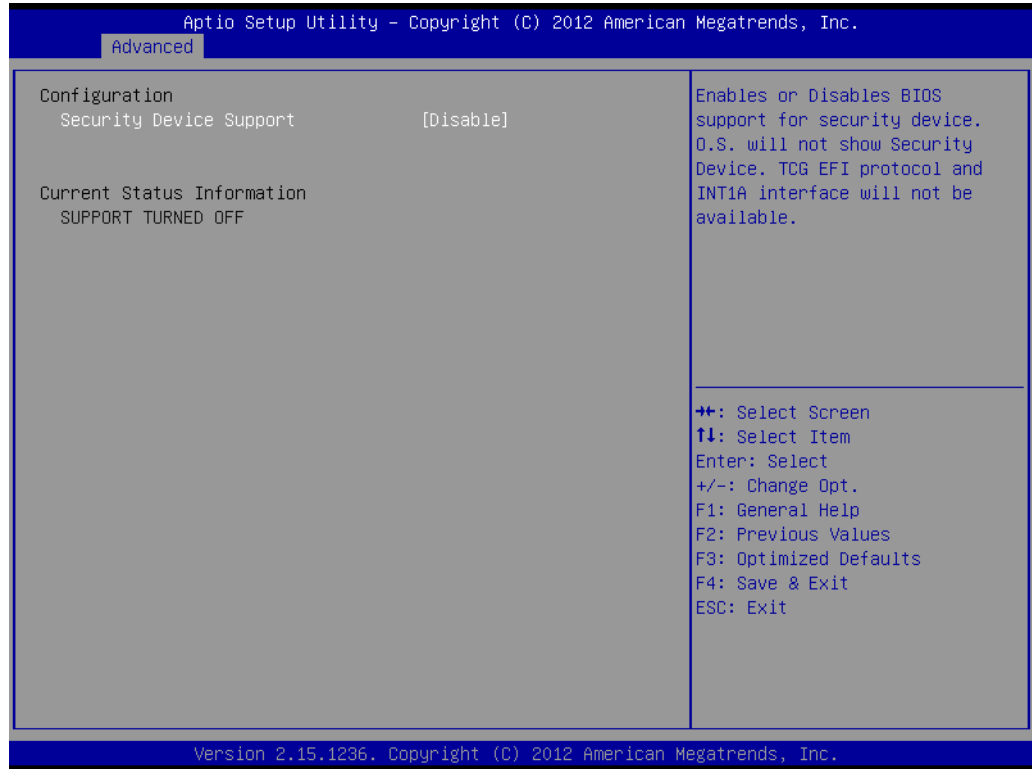 Aptio Setup Utility – Copyright (C) 2012 American Megatrends, Inc.
Advanced
Configuration
Security Device Support [Disable]
Current Status Information
SUPPORT TURNED OFF
Enables or Disables BIOS
support for security device.
O.S. will not show Security
Device. TCG EFI protocol and
INT1A interface will not be
available.
→←: Select Screen
↑↓: Select Item
Enter: Select
+/-: Change Opt.
F1: General Help
F2: Previous Values
F3: Optimized Defaults
F4: Save & Exit
ESC: Exit
Version 2.15.1236. Copyright (C) 2012 American Megatrends, Inc.